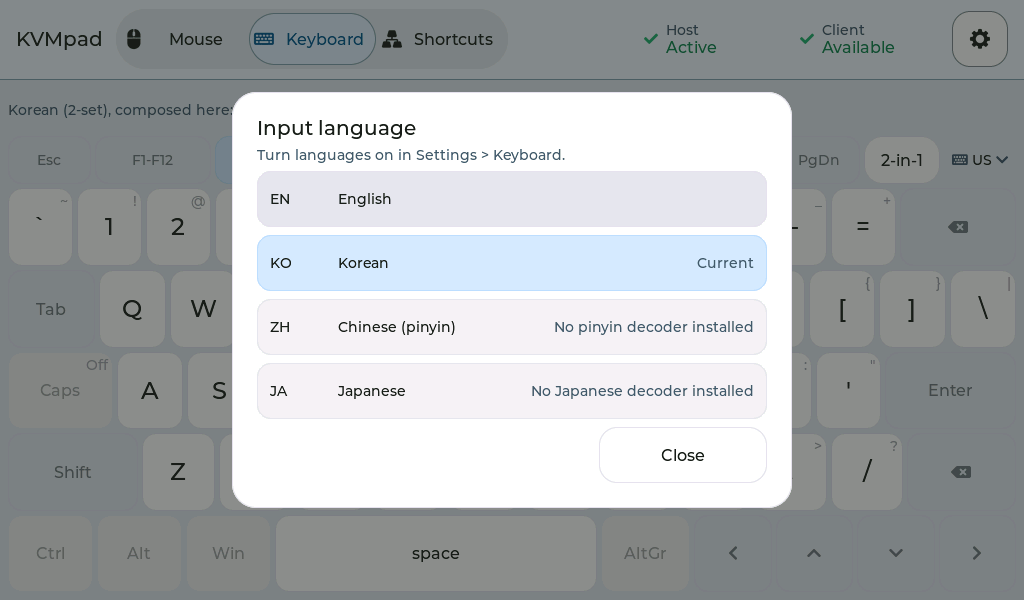 KVMpad
Mouse
Keyboard
Shortcuts
Host
Active
Client
Available
Korean (2-set), composed here:
Input language
Turn languages on in Settings > Keyboard.
EN English
KO Korean Current
ZH Chinese (pinyin) No pinyin decoder installed
JA Japanese No Japanese decoder installed
Close
Esc F1-F12 PgDn 2-in-1 US
` ~ 1 ! 2 @ - _ = +
Tab Q W [ { ] } \ |
Caps Off A S : ' " Enter
Shift Z > / ?
Ctrl Alt Win space AltGr